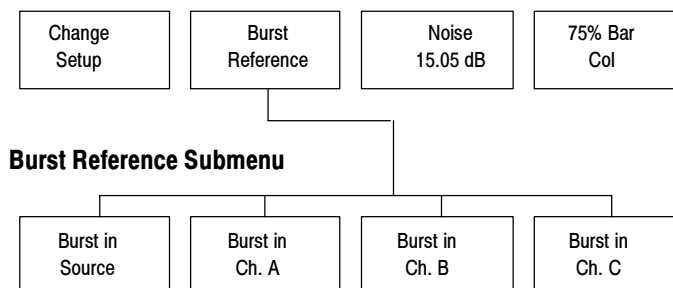 Change
Setup
Burst
Reference
Noise
15.05 dB
75% Bar
Col
Burst Reference Submenu
Burst in
Source
Burst in
Ch. A
Burst in
Ch. B
Burst in
Ch. C